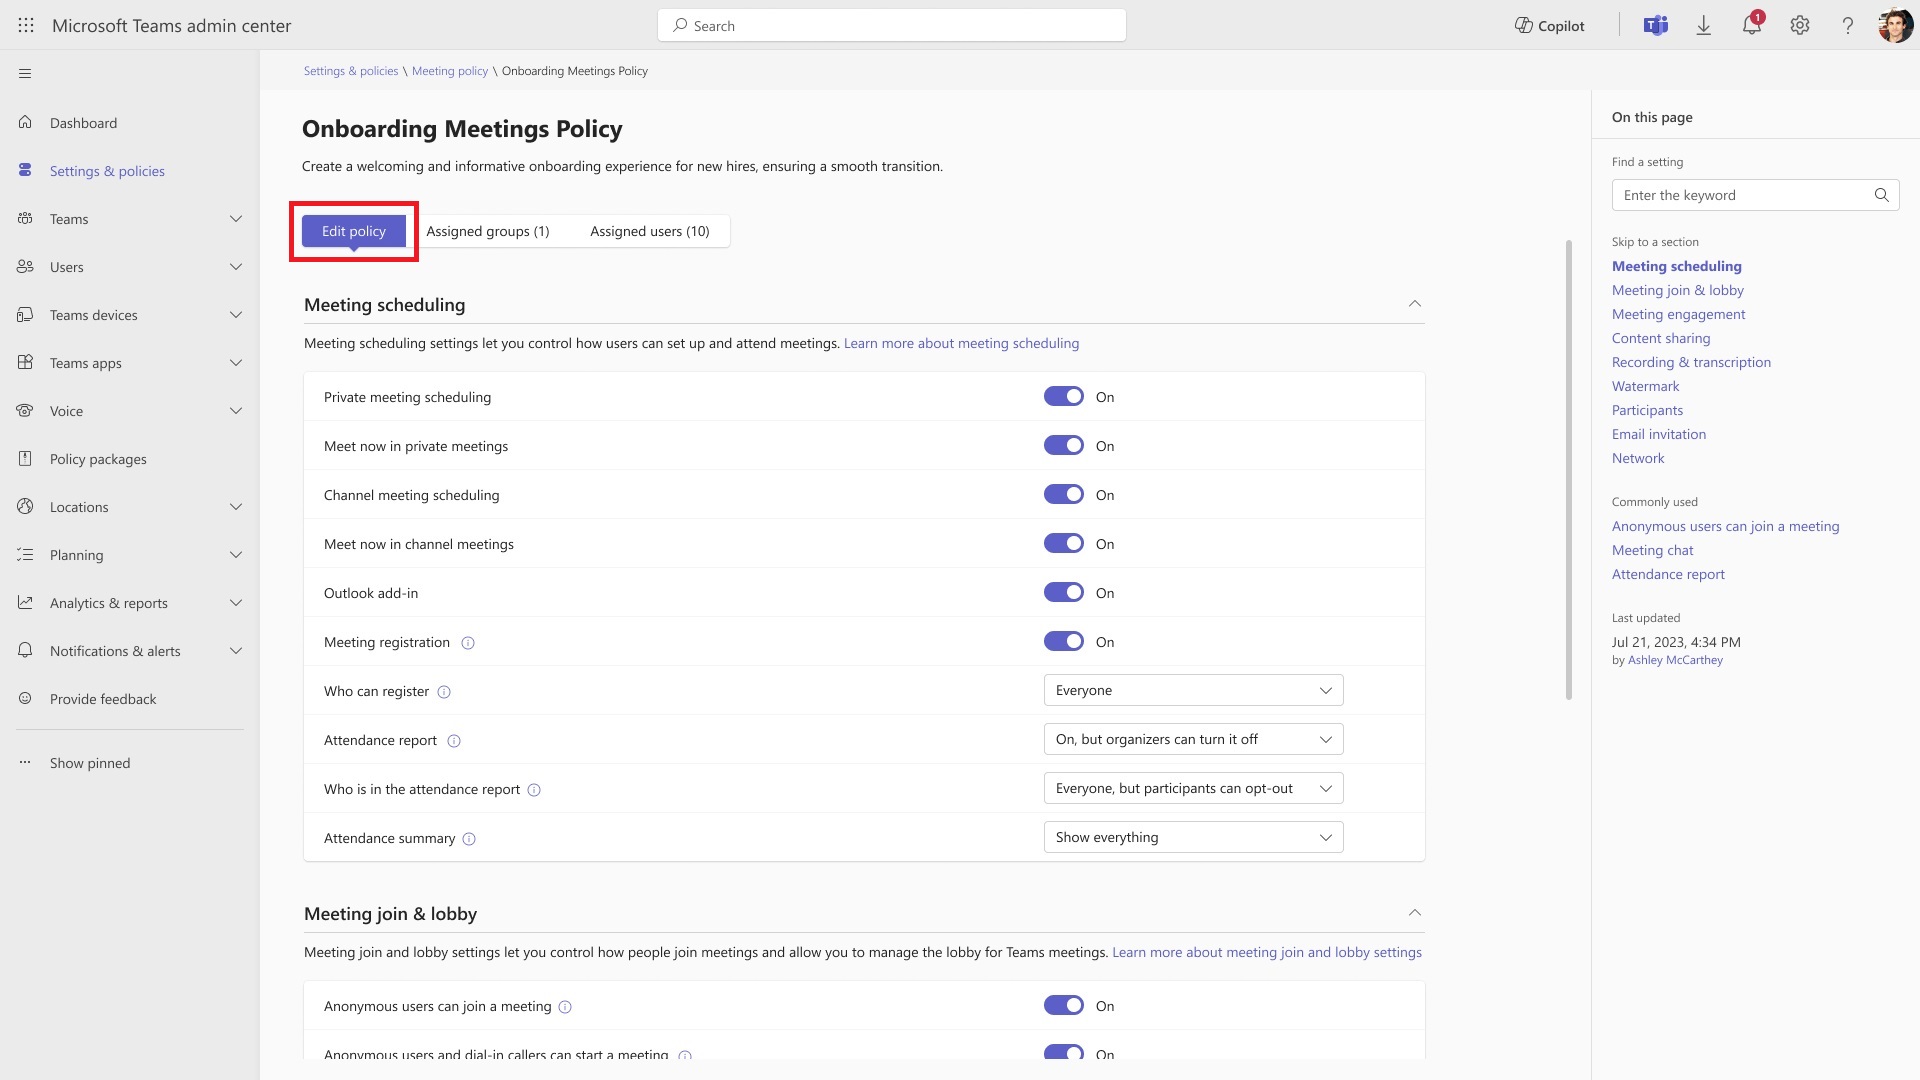 Microsoft Teams admin center
Search
Copilot
1
Settings & policies \ Meeting policy \ Onboarding Meetings Policy
Dashboard
Settings & policies
Teams
Users
Teams devices
Teams apps
Voice
Policy packages
Locations
Planning
Analytics & reports
Notifications & alerts
Provide feedback
Show pinned
Onboarding Meetings Policy
Create a welcoming and informative onboarding experience for new hires, ensuring a smooth transition.
Edit policy Assigned groups (1) Assigned users (10)
Meeting scheduling
Meeting scheduling settings let you control how users can set up and attend meetings. Learn more about meeting scheduling
Private meeting scheduling On
Meet now in private meetings On
Channel meeting scheduling On
Meet now in channel meetings On
Outlook add-in On
Meeting registration On
Who can register Everyone
Attendance report On, but organizers can turn it off
Who is in the attendance report Everyone, but participants can opt-out
Attendance summary Show everything
Meeting join & lobby
Meeting join and lobby settings let you control how people join meetings and allow you to manage the lobby for Teams meetings. Learn more about meeting join and lobby settings
Anonymous users can join a meeting On
Anonymous users and dial-in callers can start a meeting On
On this page
Find a setting
Enter the keyword
Skip to a section
Meeting scheduling
Meeting join & lobby
Meeting engagement
Content sharing
Recording & transcription
Watermark
Participants
Email invitation
Network
Commonly used
Anonymous users can join a meeting
Meeting chat
Attendance report
Last updated
Jul 21, 2023, 4:34 PM
by Ashley McCarthey